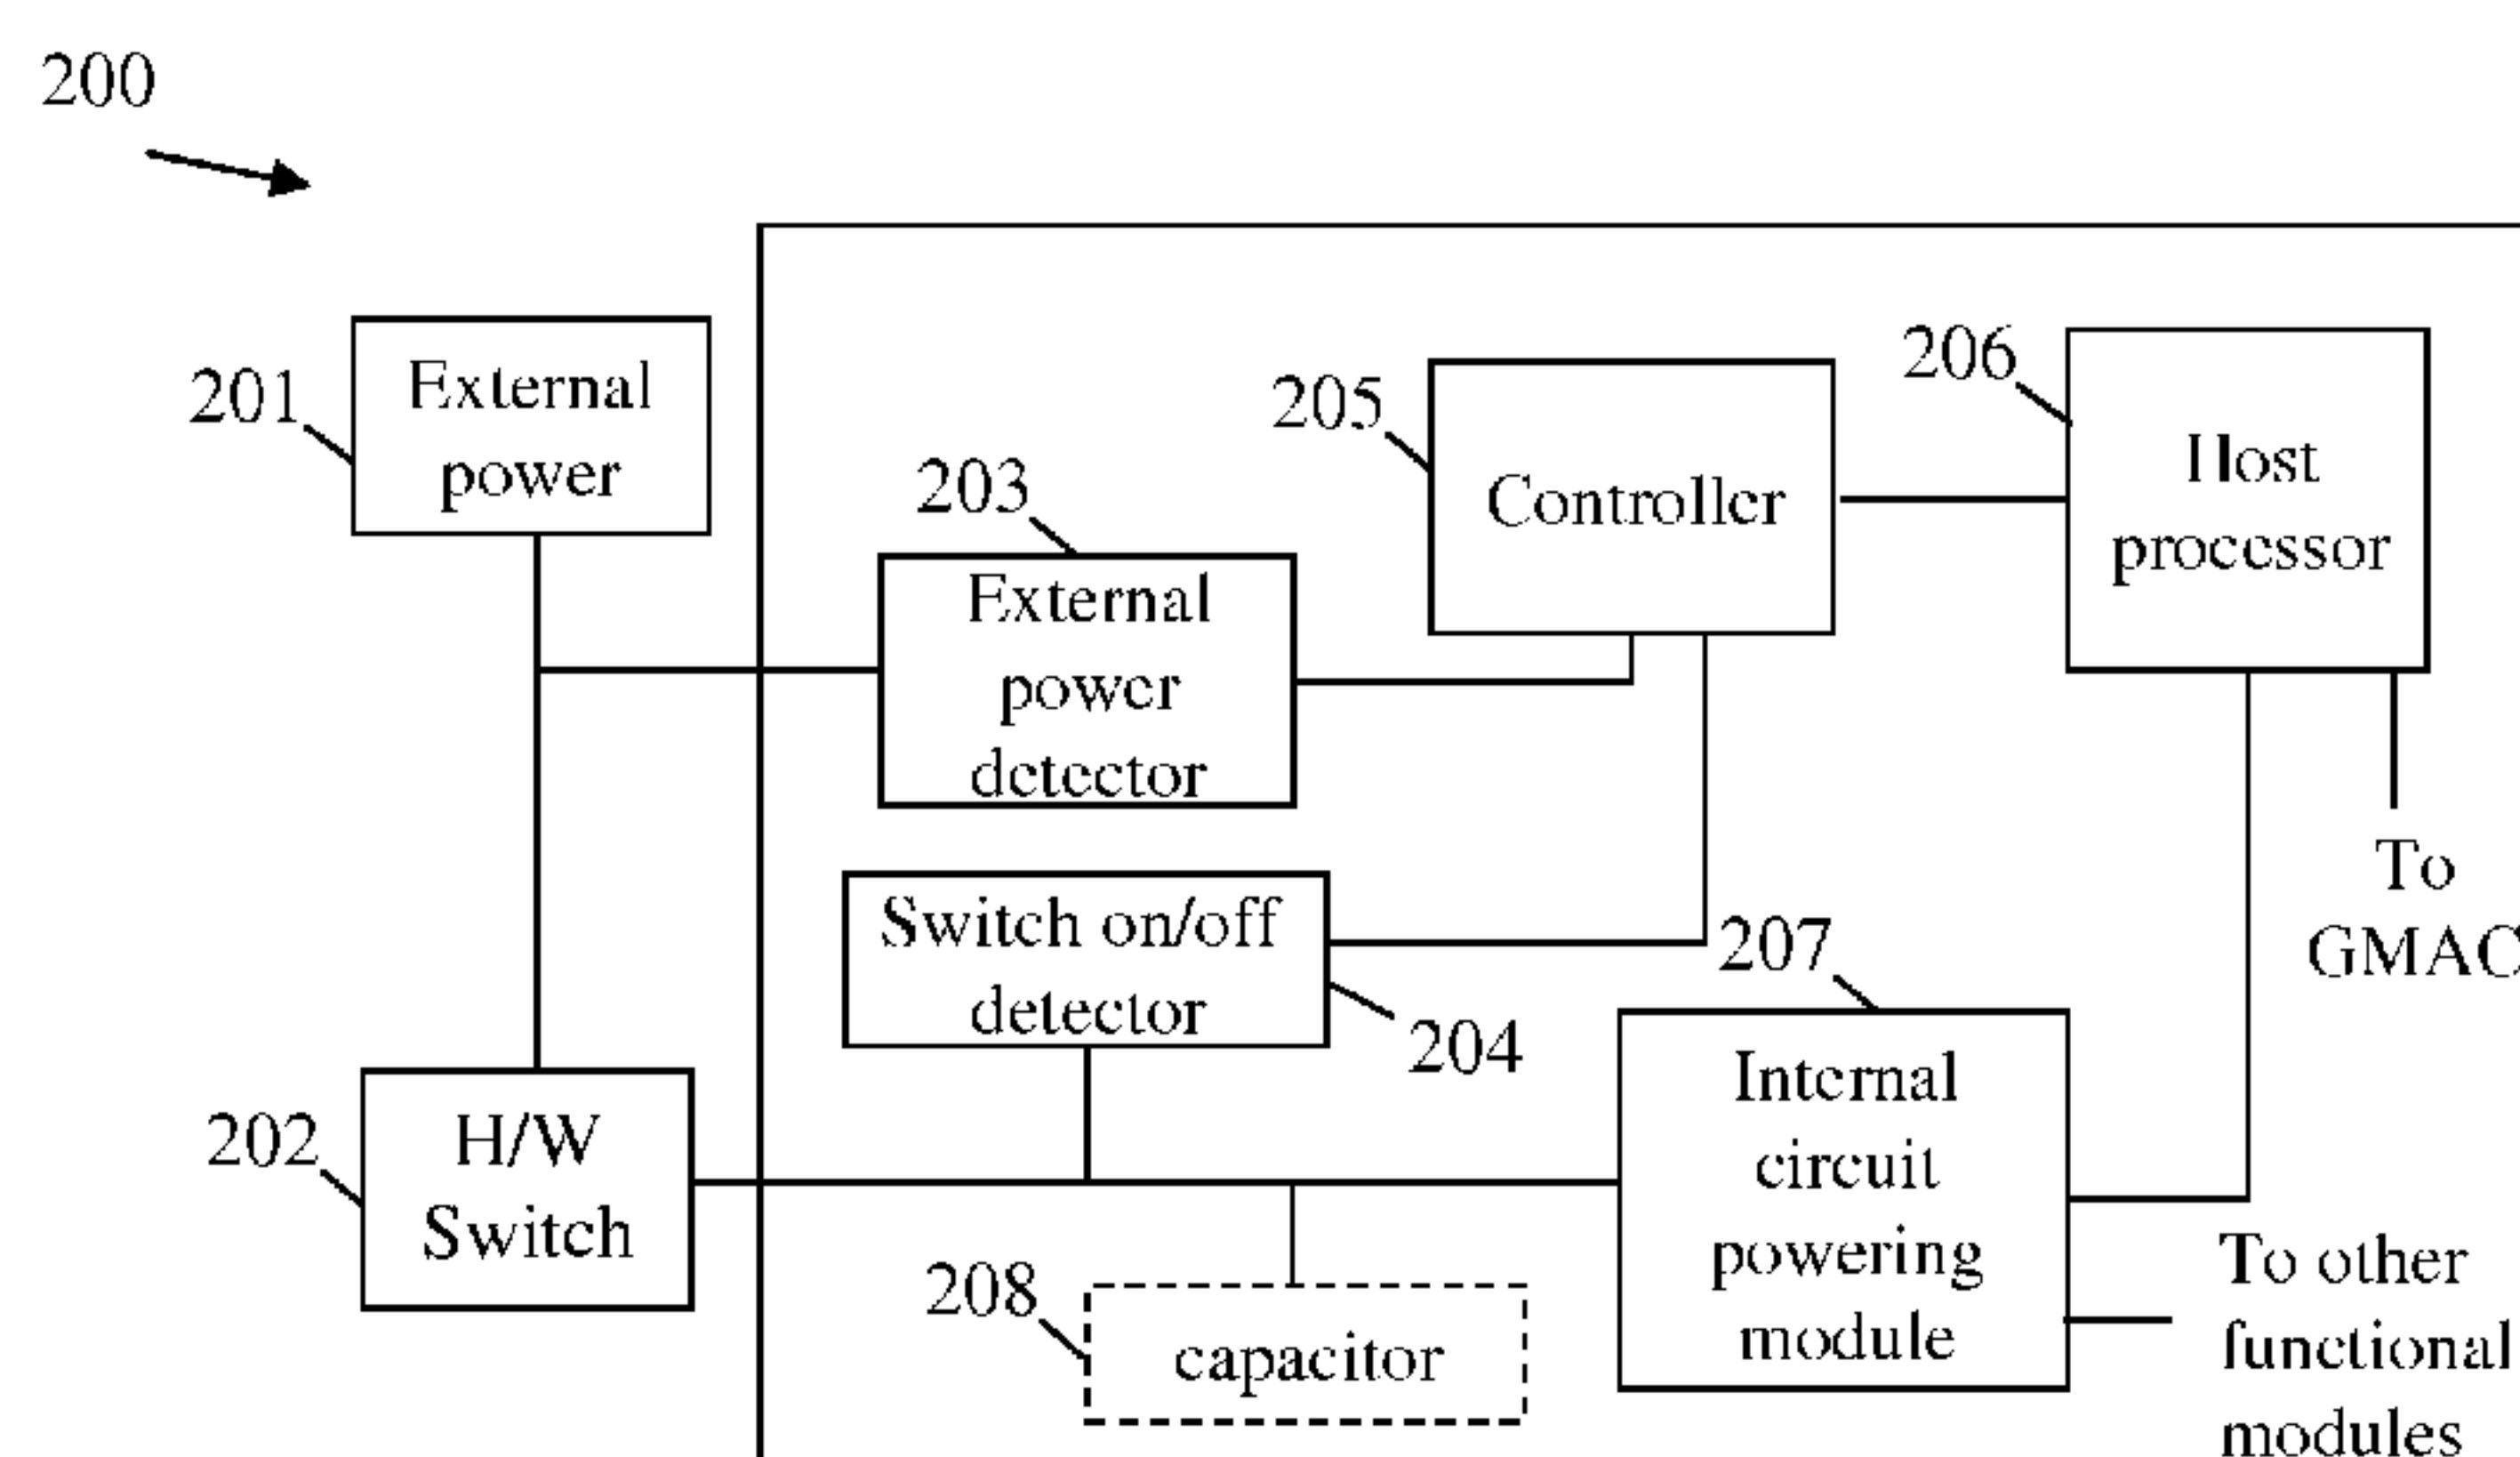 200
201
External
power
203
External
power
detector
205
Controller
206
Host
processor
To
GMAC
Switch on/off
detector
204
207
Internal
circuit
powering
module
202
H/W
Switch
208
capacitor
To other
functional
modules